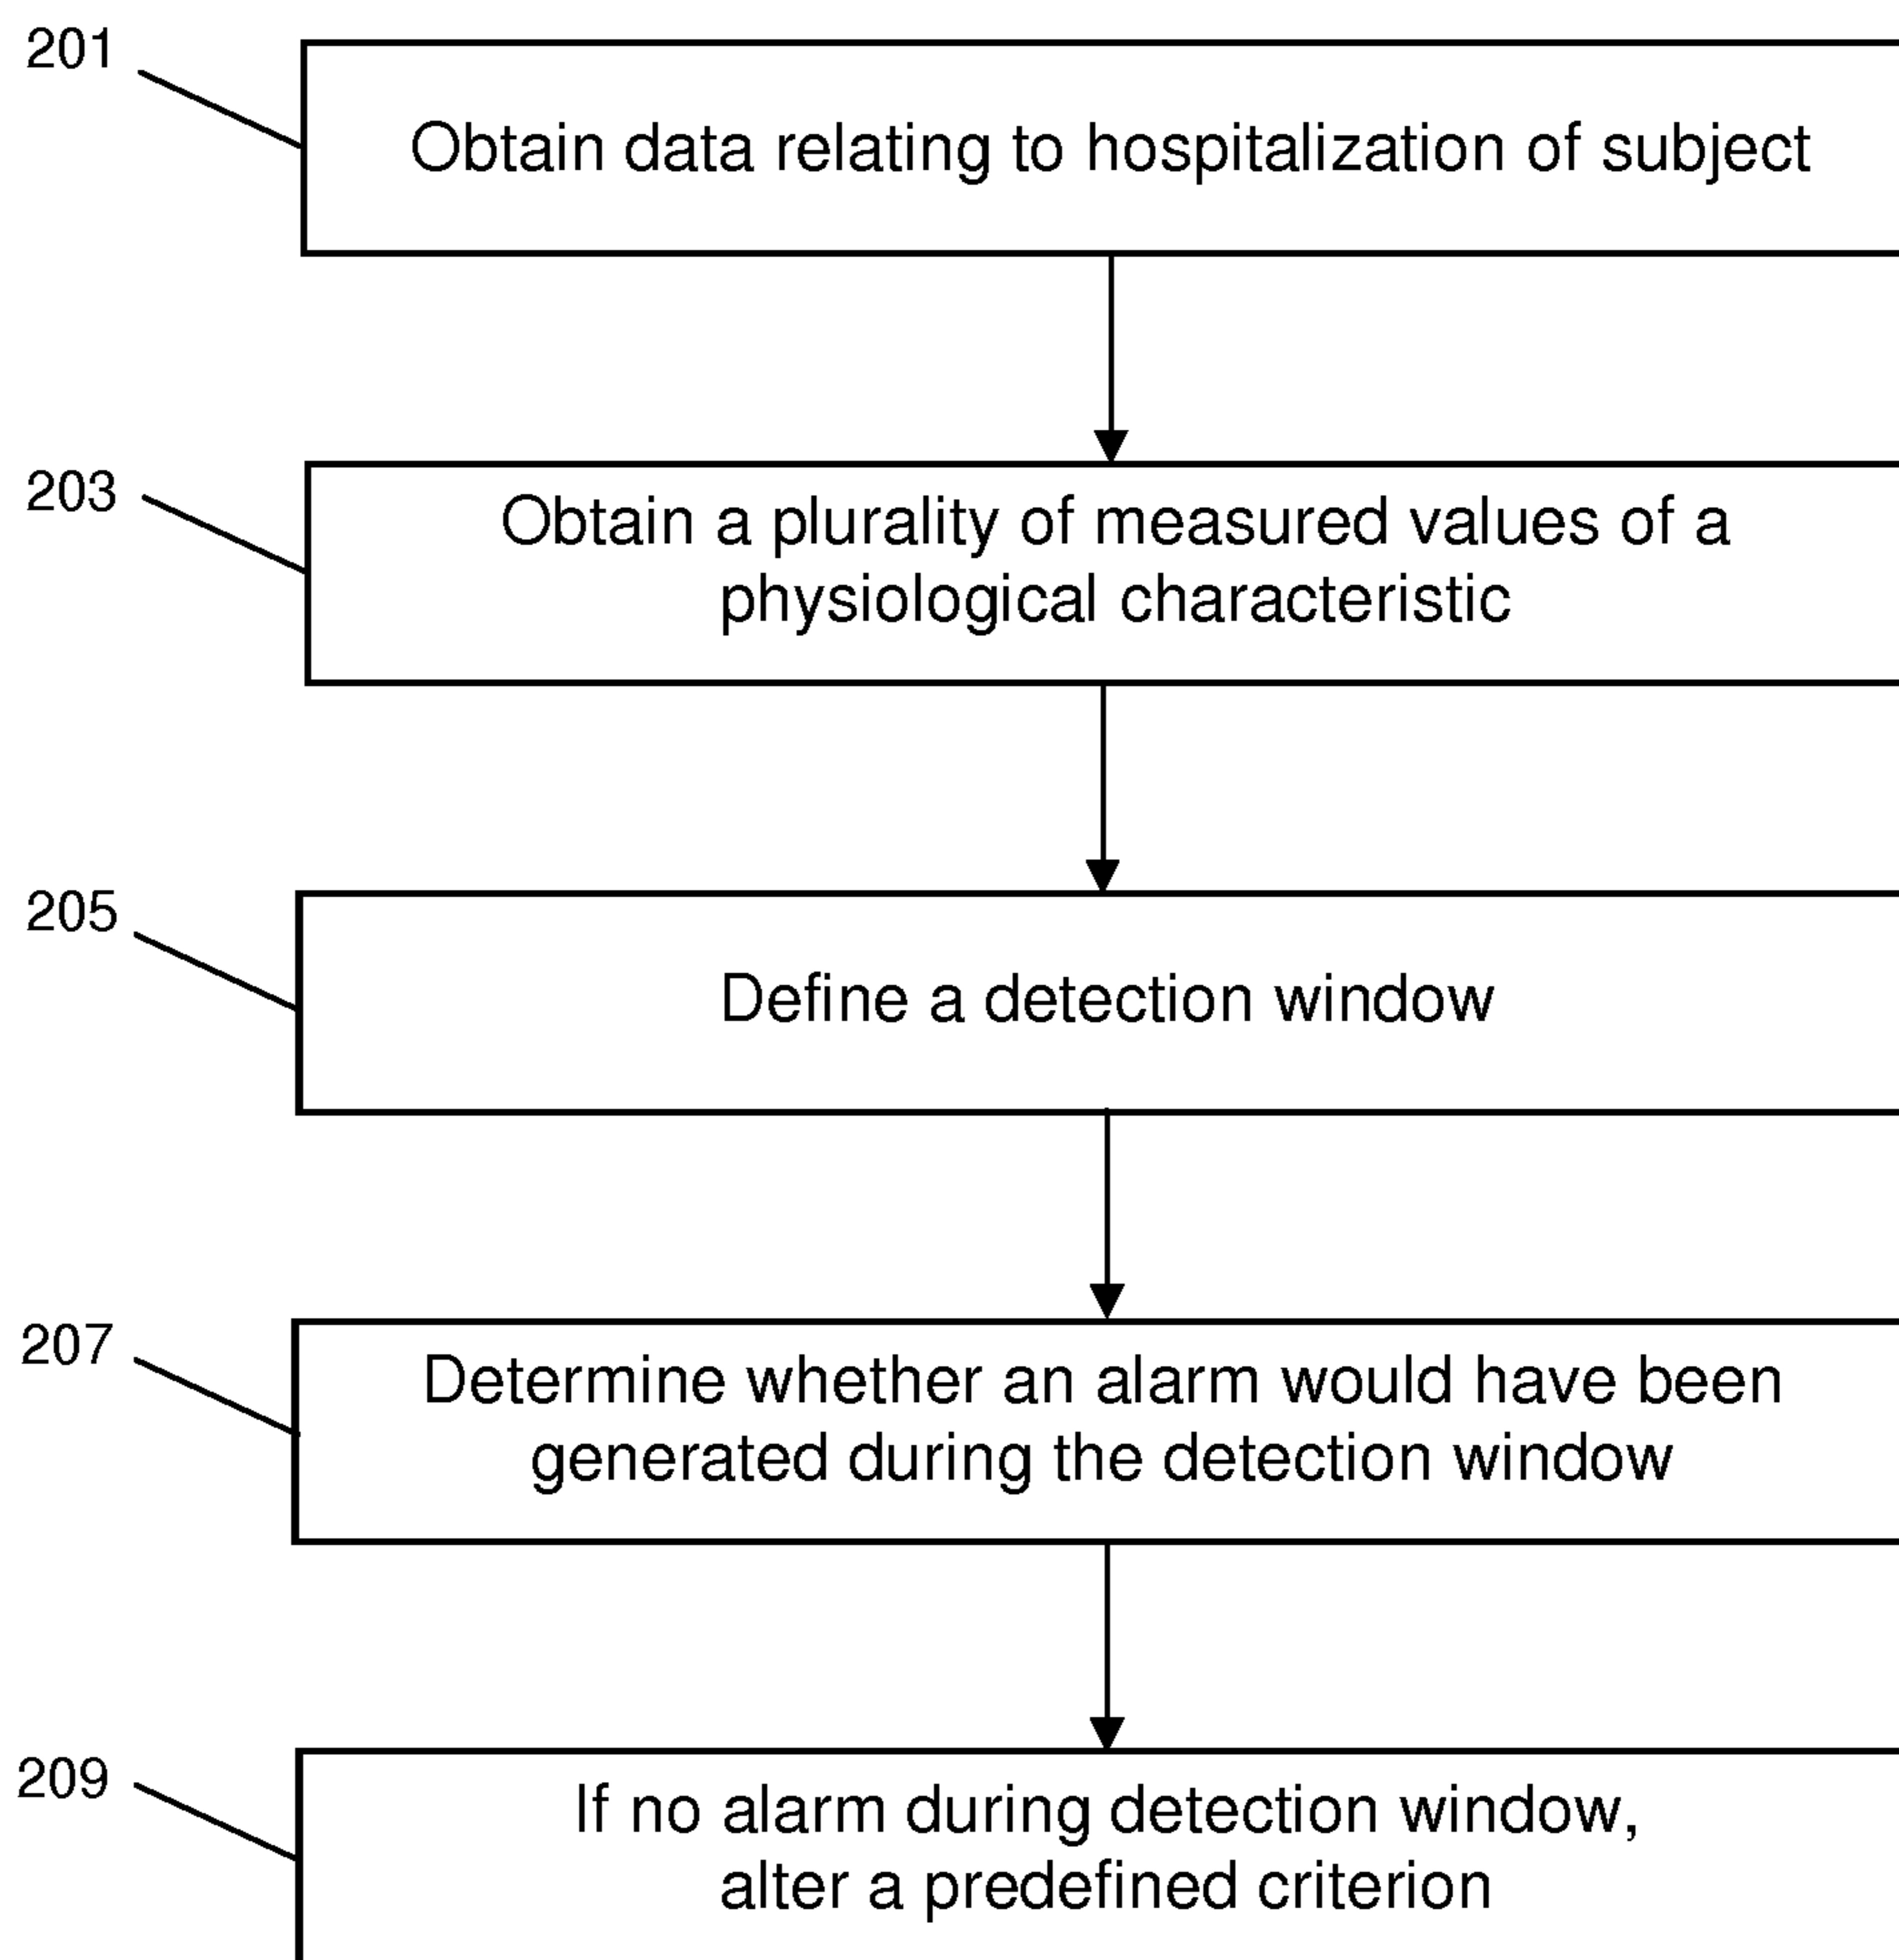 201
Obtain data relating to hospitalization of subject
203
Obtain a plurality of measured values of a
physiological characteristic
205
Define a detection window
207
Determine whether an alarm would have been
generated during the detection window
209
If no alarm during detection window,
alter a predefined criterion